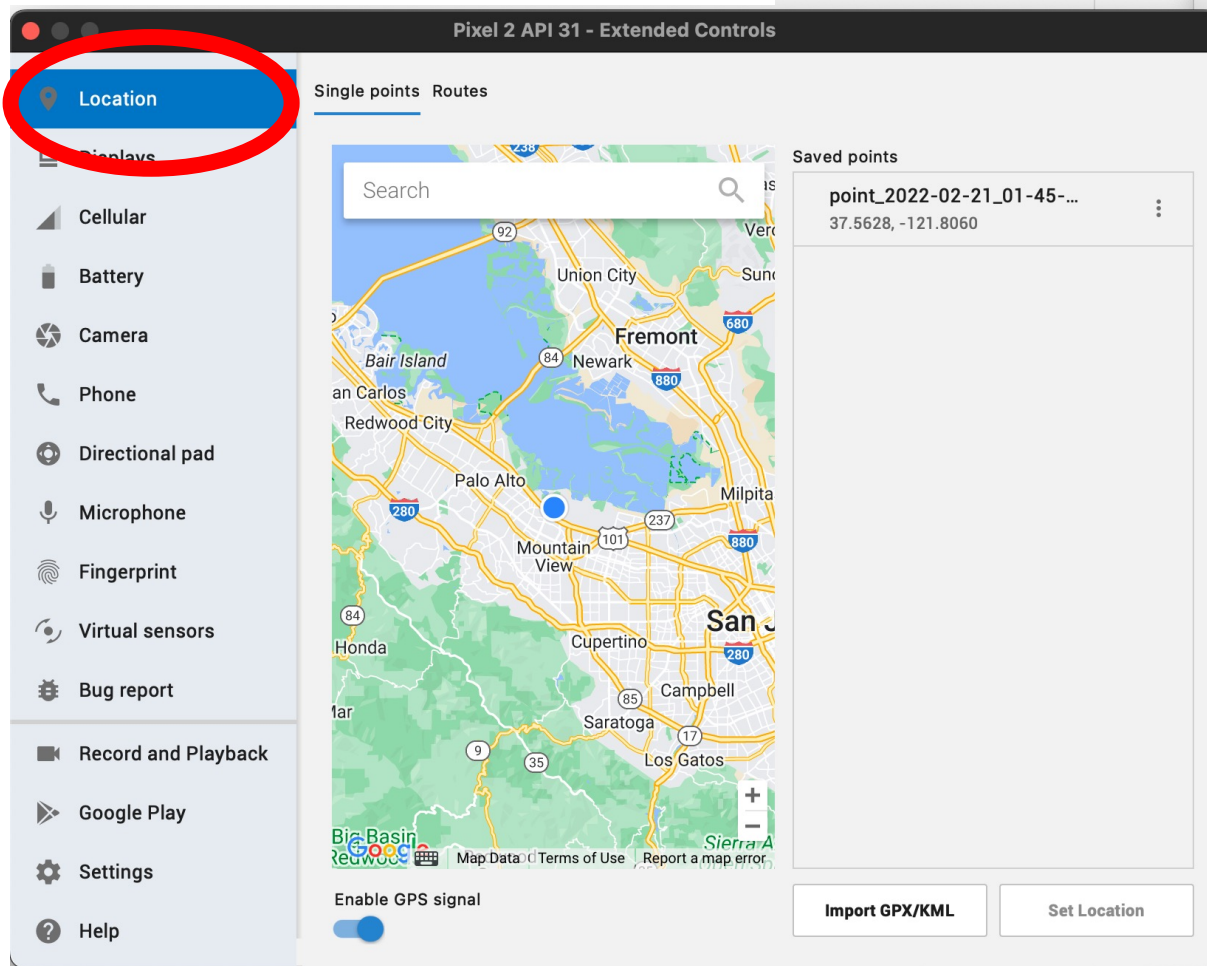 Pixel 2 API 31 - Extended Controls
Location
Displays
Cellular
Battery
Camera
Phone
Directional pad
Microphone
Fingerprint
Virtual sensors
Bug report
Record and Playback
Google Play
Settings
Help
Single points Routes
Search
238
92
Union City
Fremont
680
Bair Island
84
Newark
880
an Carlos
Redwood City
Palo Alto
Milpita
280
237
101
880
Mountain
View
84
San J
Honda
Cupertino
280
Campbell
85
Saratoga
17
9
35
Los Gatos
+
−
Big Basin
Google
Map Data
Terms of Use
Report a map error
Enable GPS signal
Saved points
point_2022-02-21_01-45-...
37.5628, -121.8060
Import GPX/KML
Set Location